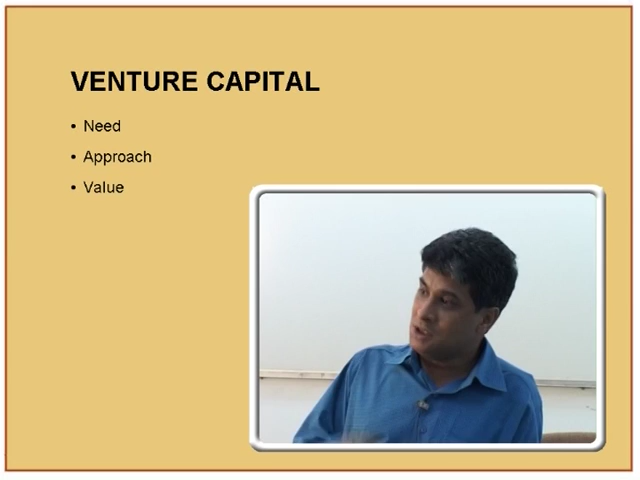 VENTURE CAPITAL
• Need
• Approach
• Value